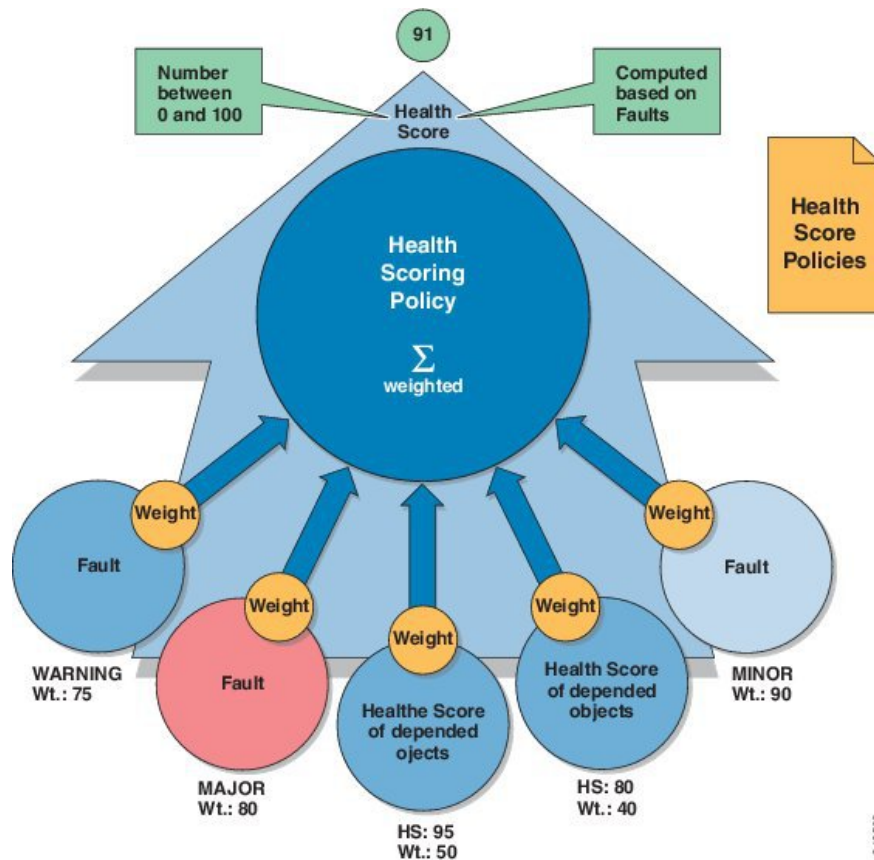 91
Number
between
0 and 100
Computed
based on
Faults
Health
Score
Health
Score
Policies
Health
Scoring
Policy
Σ
weighted
Weight
Fault
WARNING
Wt.: 75
Weight
Fault
MAJOR
Wt.: 80
Weight
Healthe Score
of depended
ojects
HS: 95
Wt.: 50
Weight
Health Score
of depended
objects
HS: 80
Wt.: 40
Weight
Fault
MINOR
Wt.: 90